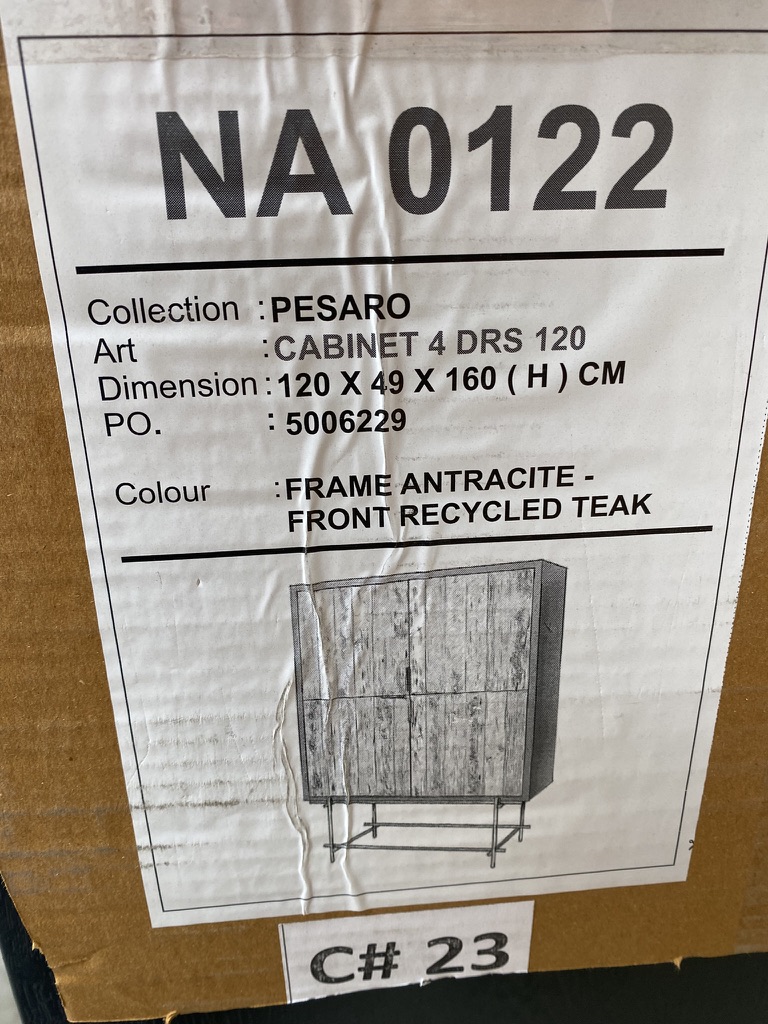 NA 0122
Collection : PESARO
Art : CABINET 4 DRS 120
Dimension : 120 X 49 X 160 ( H ) CM
PO. : 5006229
Colour : FRAME ANTRACITE -
FRONT RECYCLED TEAK
C# 23